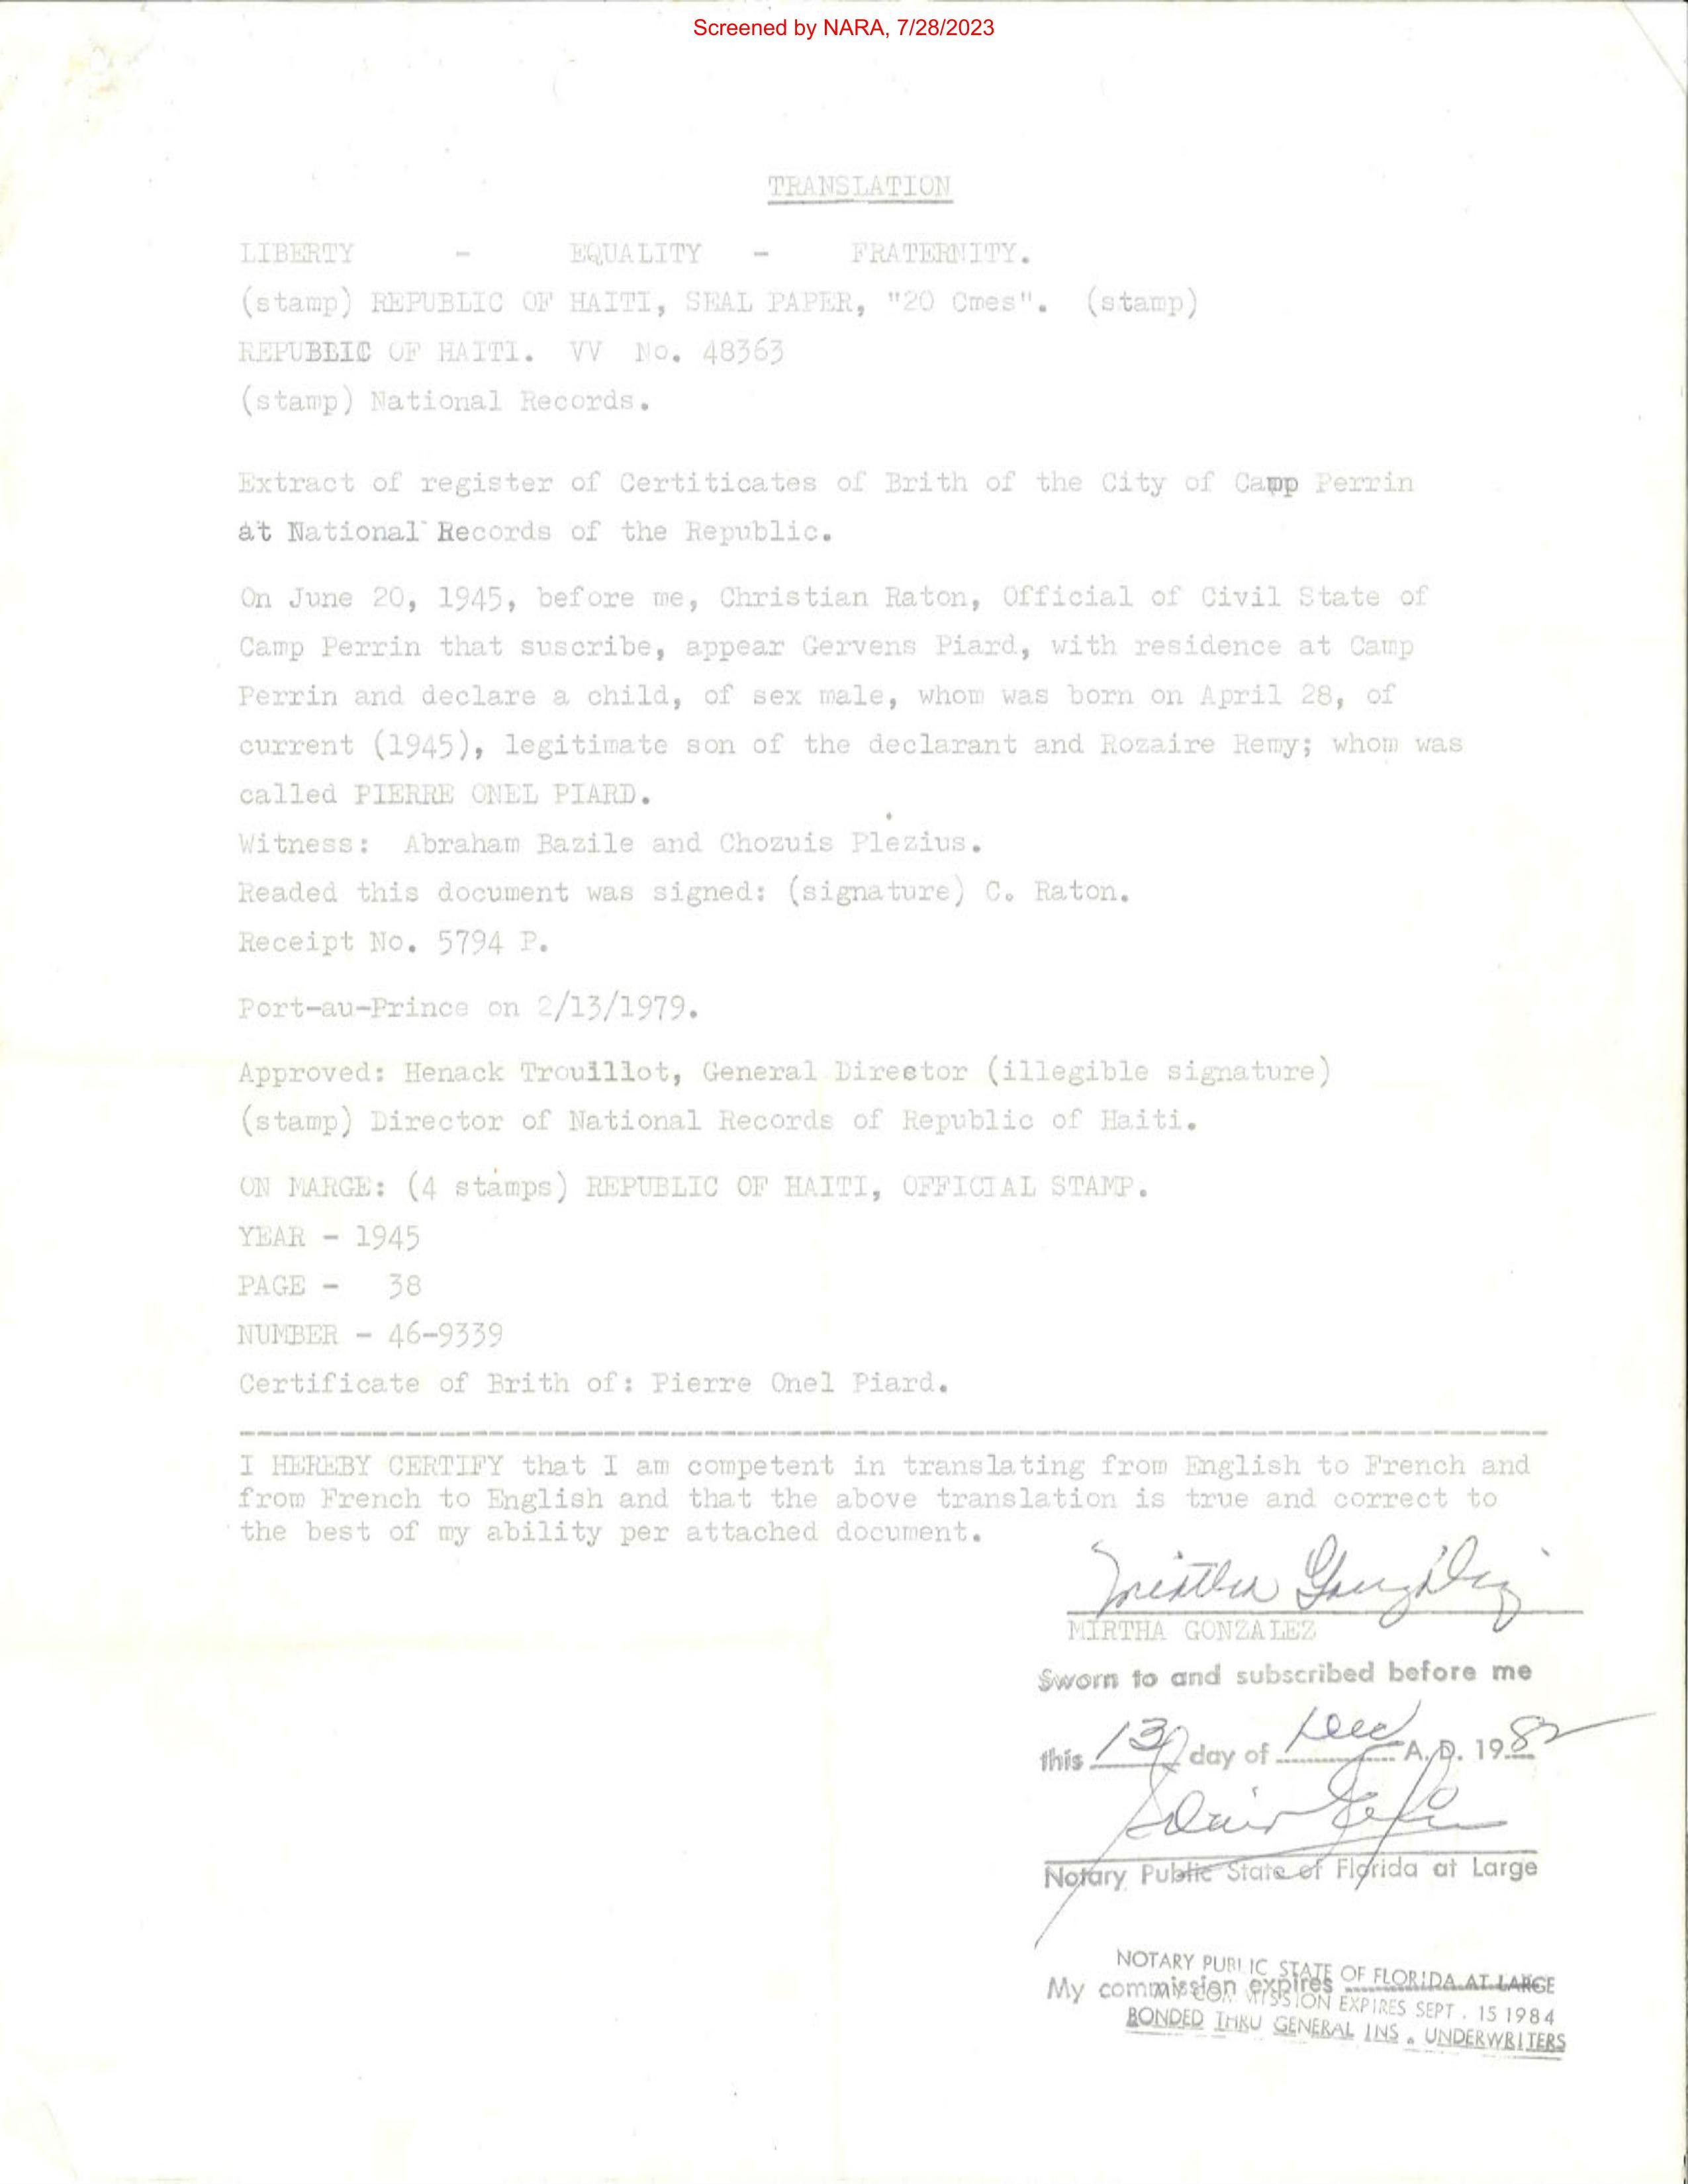 Screened by NARA, 7/28/2023
TRANSLATION
LIBERTY - EQUALITY - FRATERNITY.
(stamp) REPUBLIC OF HAITI, SEAL PAPER, "20 Cmes". (stamp)
REPUBLIC OF HAITI. VV No. 48363
(stamp) National Records.
Extract of register of Certiticates of Brith of the City of Camp Perrin
at National Records of the Republic.
On June 20, 1945, before me, Christian Raton, Official of Civil State of
Camp Perrin that suscribe, appear Gervens Piard, with residence at Camp
Perrin and declare a child, of sex male, whom was born on April 28, of
current (1945), legitimate son of the declarant and Rozaire Remy; whom was
called PIERRE ONEL PIARD.
Witness: Abraham Bazile and Chozuis Plezius.
Readed this document was signed: (signature) C. Raton.
Receipt No. 5794 P.
Port-au-Prince on 2/13/1979.
Approved: Henack Trouillot, General Director (illegible signature)
(stamp) Director of National Records of Republic of Haiti.
ON MARGE: (4 stamps) REPUBLIC OF HAITI, OFFICIAL STAMP.
YEAR - 1945
PAGE - 38
NUMBER - 46-9339
Certificate of Brith of: Pierre Onel Piard.
I HEREBY CERTIFY that I am competent in translating from English to French and
from French to English and that the above translation is true and correct to
the best of my ability per attached document.
Mirtha Gonzalez
MIRTHA GONZALEZ
Sworn to and subscribed before me
this 13 day of Dec A.D. 1982
Notary Public State of Florida at Large
NOTARY PUBLIC STATE OF FLORIDA AT LARGE
My commission expires
MY COMMISSION EXPIRES SEPT. 15 1984
BONDED THRU GENERAL INS. UNDERWRITERS